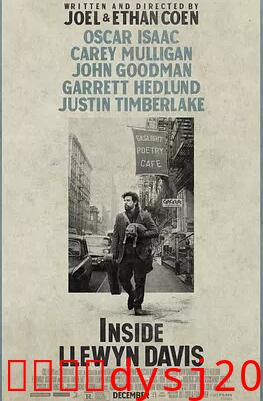 WRITTEN AND DIRECTED BY
JOEL & ETHAN COEN
OSCAR ISAAC
CAREY MULLIGAN
JOHN GOODMAN
GARRETT HEDLUND
JUSTIN TIMBERLAKE
GASLIGHT
POETRY
CAFE
INSIDE
LLEWYN DAVIS
dvsj20
DECEMBER